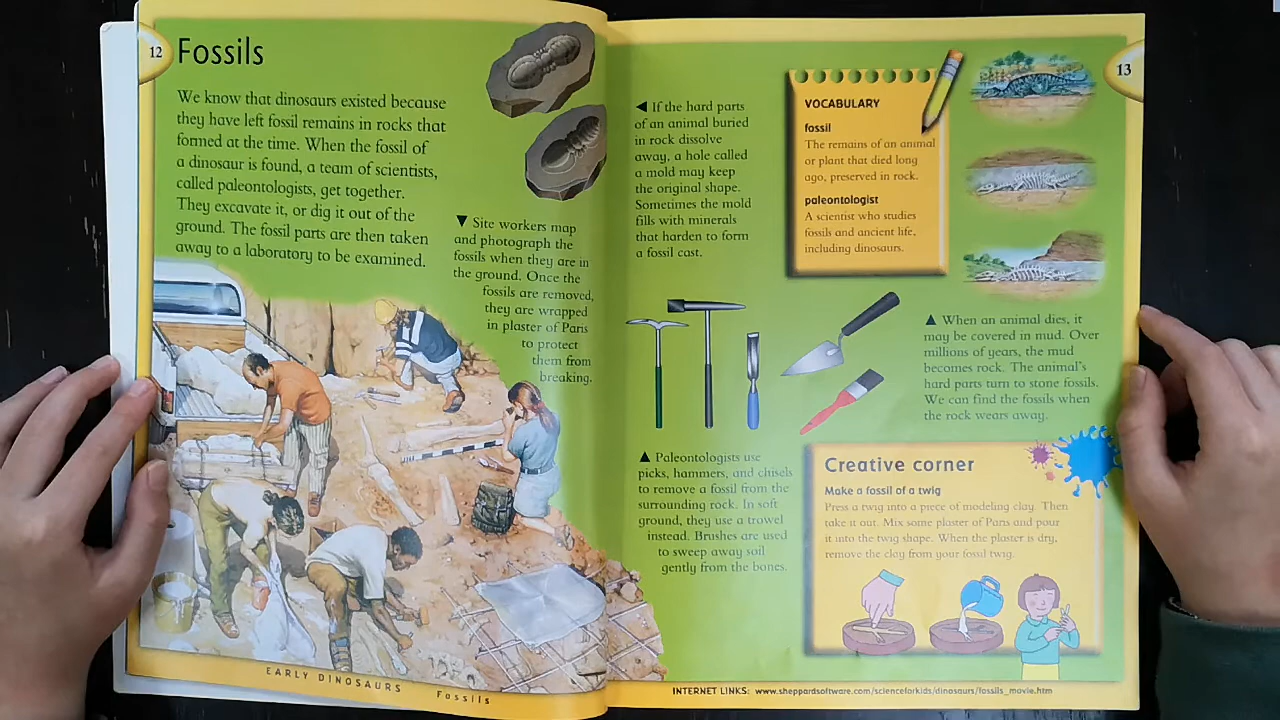 12
Fossils
We know that dinosaurs existed because
they have left fossil remains in rocks that
formed at the time. When the fossil of
a dinosaur is found, a team of scientists,
called paleontologists, get together.
They excavate it, or dig it out of the
ground. The fossil parts are then taken
away to a laboratory to be examined.
▼ Site workers map
and photograph the
fossils when they are in
the ground. Once the
fossils are removed,
they are wrapped
in plaster of Paris
to protect
them from
breaking.
EARLY DINOSAURS
Fossils
◀ If the hard parts
of an animal buried
in rock dissolve
away, a hole called
a mold may keep
the original shape.
Sometimes the mold
fills with minerals
that harden to form
a fossil cast.
VOCABULARY
fossil
The remains of an animal
or plant that died long
ago, preserved in rock.
paleontologist
A scientist who studies
fossils and ancient life,
including dinosaurs.
13
▲ When an animal dies, it
may be covered in mud. Over
millions of years, the mud
becomes rock. The animal's
hard parts turn to stone fossils.
We can find the fossils when
the rock wears away.
▲ Paleontologists use
picks, hammers, and chisels
to remove a fossil from the
surrounding rock. In soft
ground, they use a trowel
instead. Brushes are used
to sweep away soil
gently from the bones.
Creative corner
Make a fossil of a twig
Press a twig into a piece of modeling clay. Then
take it out. Mix some plaster of Paris and pour
it into the twig shape. When the plaster is dry,
remove the clay from your fossil twig.
INTERNET LINKS: www.sheppardsoftware.com/scienceforkids/dinosaurs/fossils_movie.htm